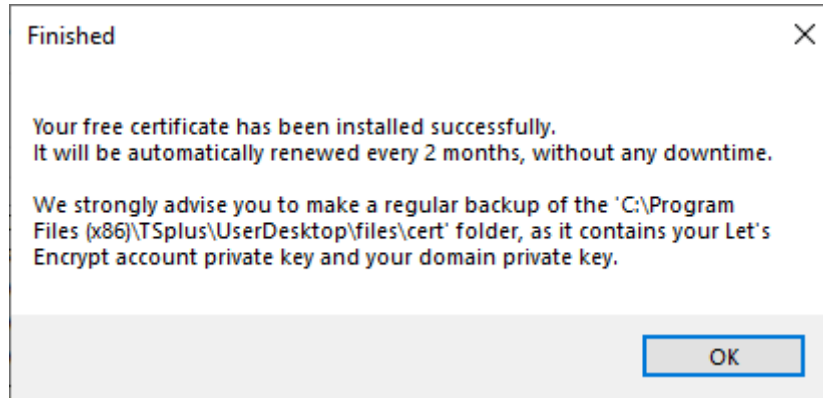 Finished
Your free certificate has been installed successfully.
It will be automatically renewed every 2 months, without any downtime.
We strongly advise you to make a regular backup of the 'C:\Program
Files (x86)\TSplus\UserDesktop\files\cert' folder, as it contains your Let's
Encrypt account private key and your domain private key.
OK